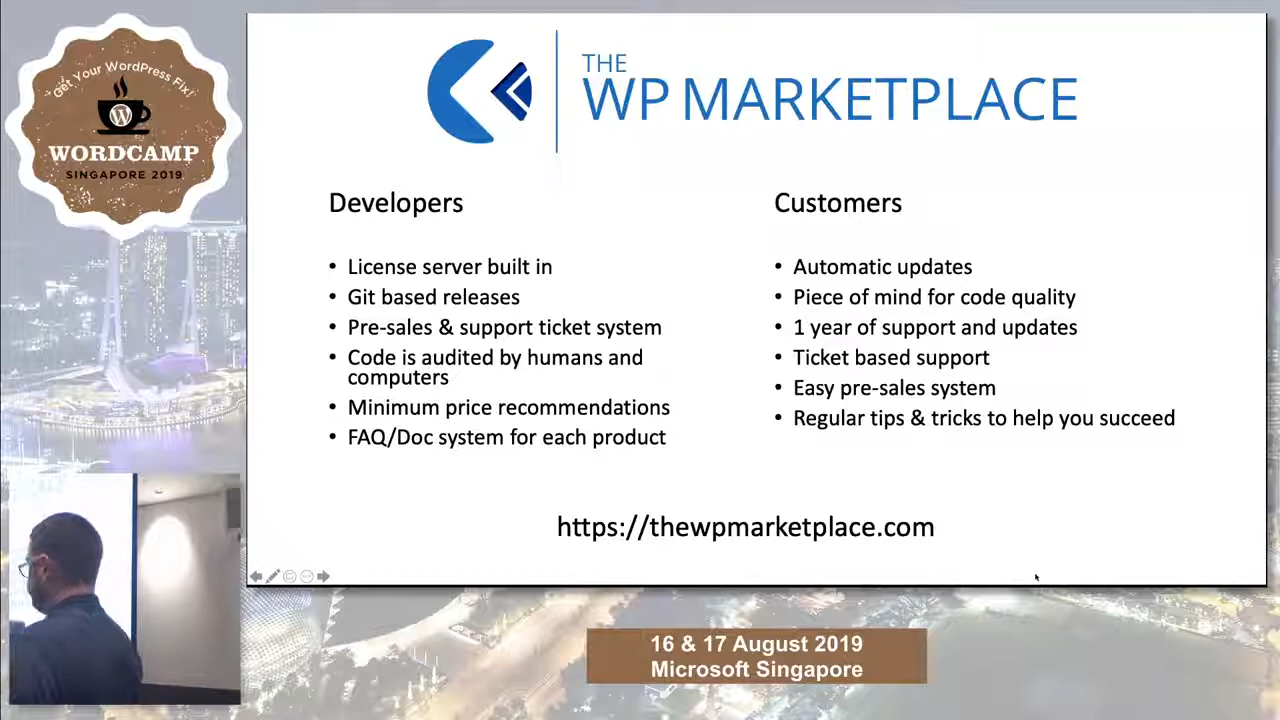 Get Your WordPress Fix!
WORDCAMP
SINGAPORE 2019
THE
WP MARKETPLACE
Developers
• License server built in
• Git based releases
• Pre-sales & support ticket system
• Code is audited by humans and
computers
• Minimum price recommendations
• FAQ/Doc system for each product
Customers
• Automatic updates
• Piece of mind for code quality
• 1 year of support and updates
• Ticket based support
• Easy pre-sales system
• Regular tips & tricks to help you succeed
https://thewpmarketplace.com
16 & 17 August 2019
Microsoft Singapore